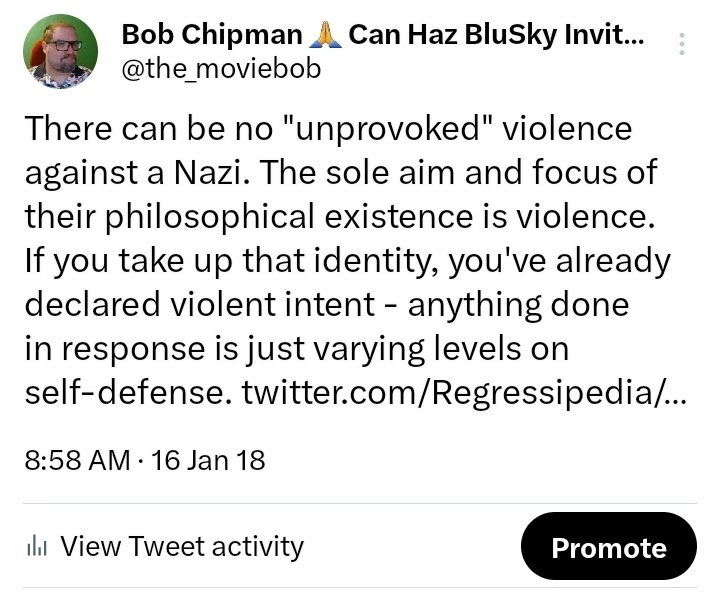 Bob Chipman 🙏 Can Haz BluSky Invit...
@the_moviebob
There can be no "unprovoked" violence
against a Nazi. The sole aim and focus of
their philosophical existence is violence.
If you take up that identity, you've already
declared violent intent - anything done
in response is just varying levels on
self-defense. twitter.com/Regressipedia/...
8:58 AM · 16 Jan 18
View Tweet activity
Promote